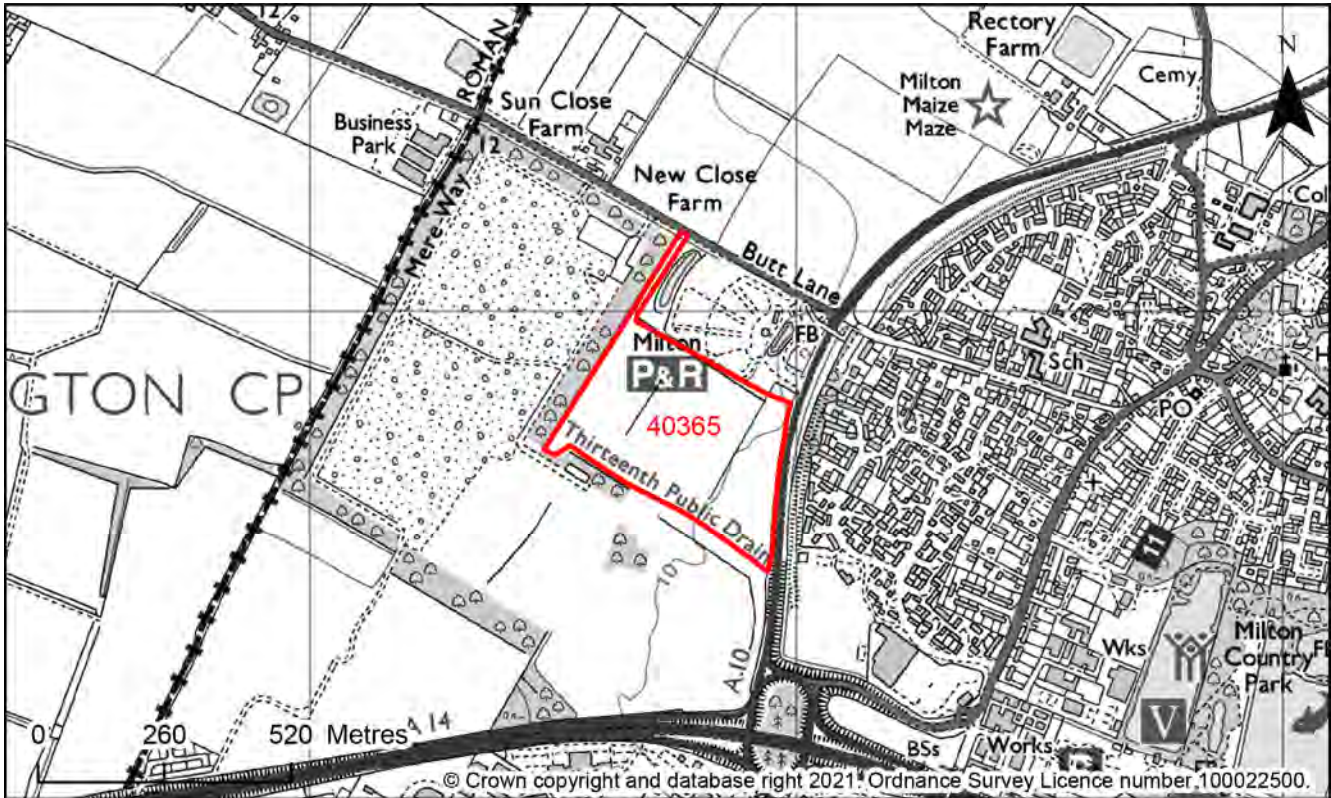 12
ROMAN
Rectory
Farm
N
Cemy
Milton
Maize
Maze
Sun Close
Farm
Business
Park
12
New Close
Farm
Col
Mere Way
Butt Lane
FB
Milton
P&R
Sch
H
GTON CP
PO
40365
Thirteenth Public Drain
11
10
Wks
Milton
Country
Park
A10
V
0 260 520 Metres
A 14
BSs
Works
© Crown copyright and database right 2021. Ordnance Survey Licence number 100022500.